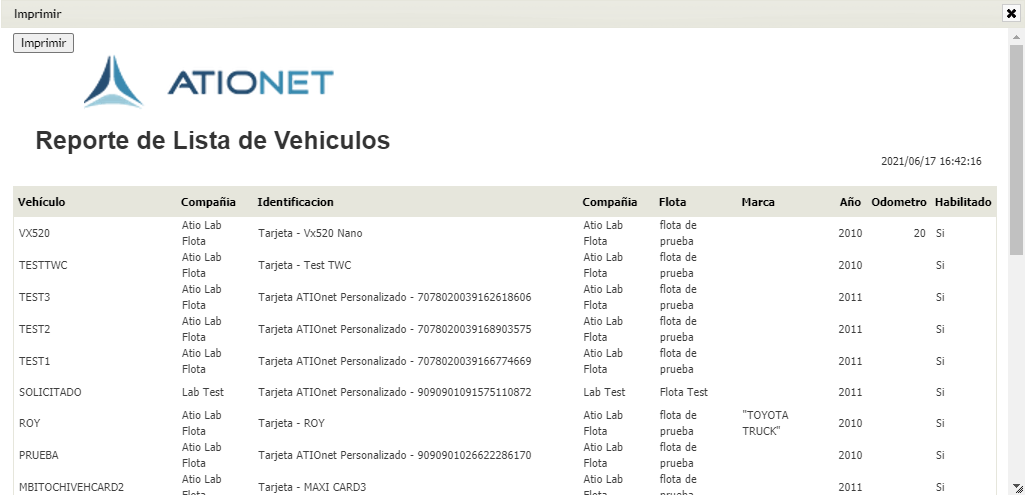 Imprimir
Imprimir
ATIONET
Reporte de Lista de Vehiculos
2021/06/17 16:42:16
Vehículo Compañia Identificacion Compañia Flota Marca Año Odometro Habilitado
VX520 Atio Lab Flota Tarjeta - Vx520 Nano Atio Lab Flota flota de prueba 2010 20 Si
TESTTWC Atio Lab Flota Tarjeta - Test TWC Atio Lab Flota flota de prueba 2010 Si
TEST3 Atio Lab Flota Tarjeta ATIOnet Personalizado - 7078020039162618606 Atio Lab Flota flota de prueba 2011 Si
TEST2 Atio Lab Flota Tarjeta ATIOnet Personalizado - 7078020039168903575 Atio Lab Flota flota de prueba 2011 Si
TEST1 Atio Lab Flota Tarjeta ATIOnet Personalizado - 7078020039166774669 Atio Lab Flota flota de prueba 2011 Si
SOLICITADO Lab Test Tarjeta ATIOnet Personalizado - 9090901091575110872 Lab Test Flota Test 2011 Si
ROY Atio Lab Flota Tarjeta - ROY Atio Lab Flota flota de prueba "TOYOTA TRUCK" 2010 Si
PRUEBA Atio Lab Flota Tarjeta ATIOnet Personalizado - 9090901026622286170 Atio Lab Flota flota de prueba 2010 Si
MBITOCHIVEHCARD2 Atio Lab Flota Tarjeta - MAXI CARD3 Atio Lab Flota flota de prueba 2011 Si